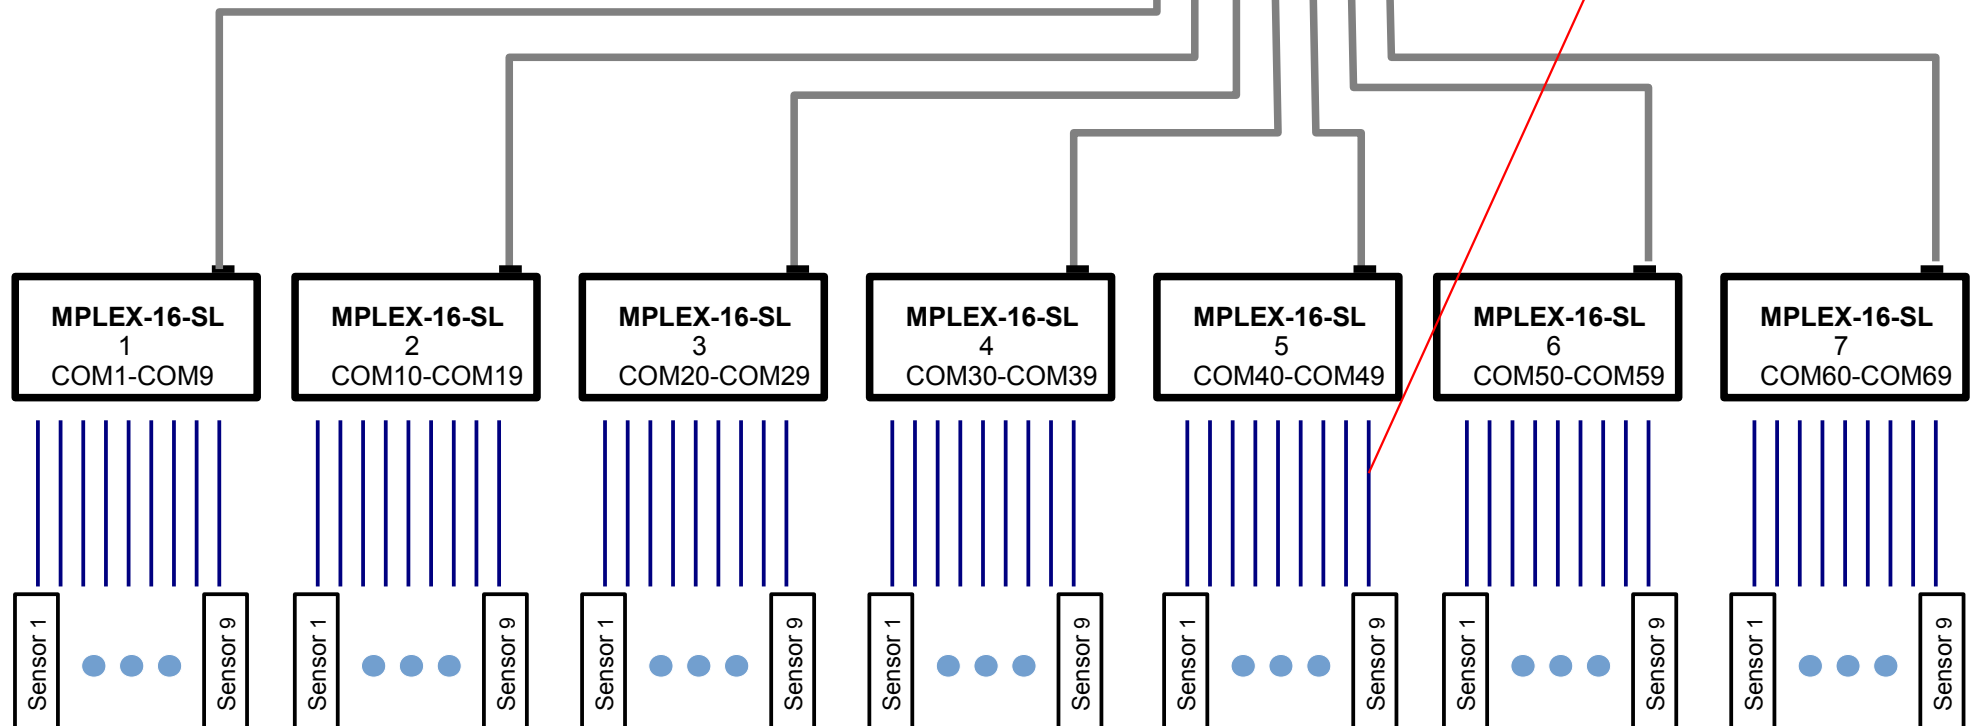 MPLEX-16-SL
1
COM1-COM9
MPLEX-16-SL
2
COM10-COM19
MPLEX-16-SL
3
COM20-COM29
MPLEX-16-SL
4
COM30-COM39
MPLEX-16-SL
5
COM40-COM49
MPLEX-16-SL
6
COM50-COM59
MPLEX-16-SL
7
COM60-COM69
Sensor 1
Sensor 9
Sensor 1
Sensor 9
Sensor 1
Sensor 9
Sensor 1
Sensor 9
Sensor 1
Sensor 9
Sensor 1
Sensor 9
Sensor 1
Sensor 9